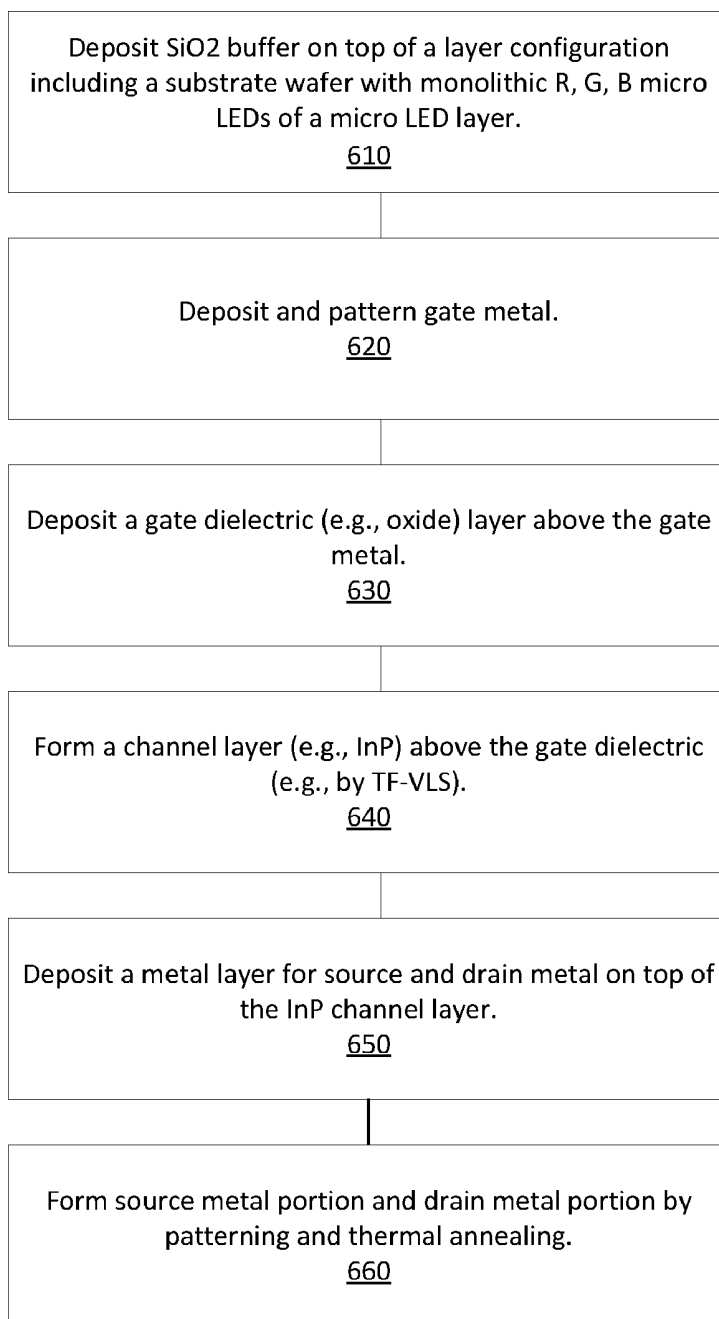 Deposit SiO2 buffer on top of a layer configuration
including a substrate wafer with monolithic R, G, B micro
LEDs of a micro LED layer.
610
Deposit and pattern gate metal.
620
Deposit a gate dielectric (e.g., oxide) layer above the gate
metal.
630
Form a channel layer (e.g., InP) above the gate dielectric
(e.g., by TF-VLS).
640
Deposit a metal layer for source and drain metal on top of
the InP channel layer.
650
Form source metal portion and drain metal portion by
patterning and thermal annealing.
660